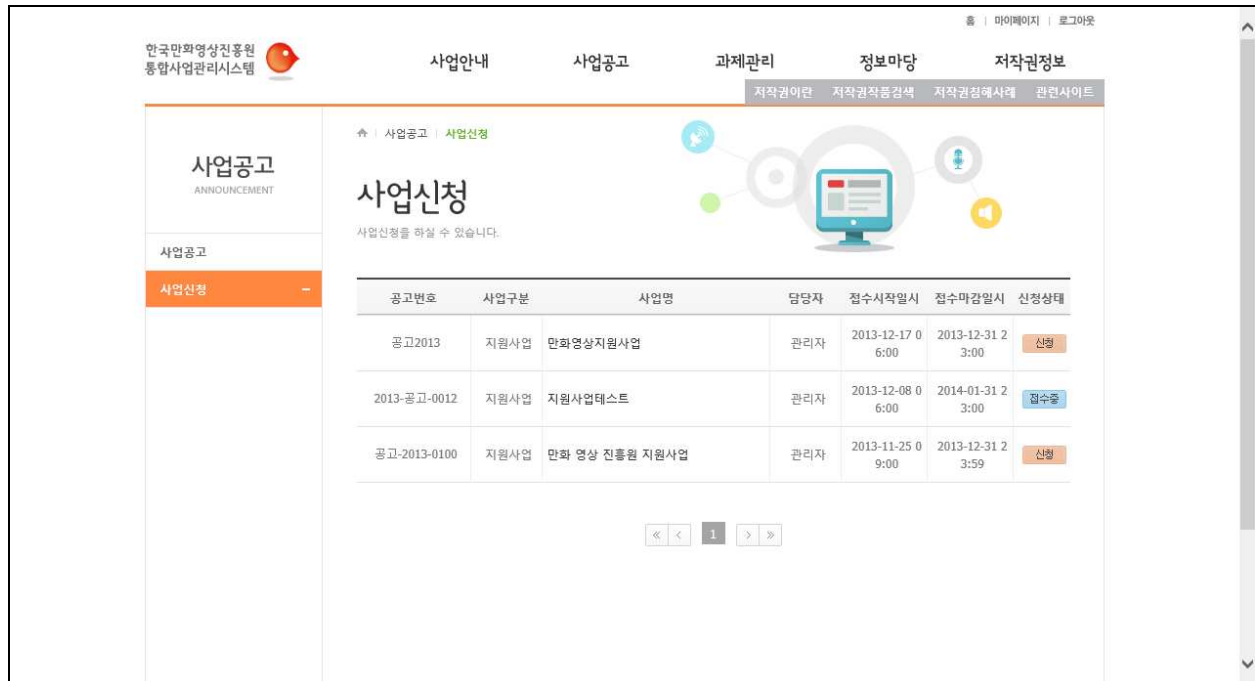 홈 | 마이페이지 | 로그아웃
한국만화영상진흥원
통합사업관리시스템
사업안내 사업공고 과제관리 정보마당 저작권정보
저작권이란 저작권작품검색 저작권침해사례 관련사이트
사업공고 | 사업신청
사업공고
ANNOUNCEMENT
사업신청
사업신청을 하실 수 있습니다.
사업공고
사업신청
공고번호 사업구분 사업명 담당자 접수시작일시 접수마감일시 신청상태
공고2013 지원사업 만화영상지원사업 관리자 2013-12-17 0 2013-12-31 2 신청
6:00 3:00
2013-공고-0012 지원사업 지원사업테스트 관리자 2013-12-08 0 2014-01-31 2 접수중
6:00 3:00
공고-2013-0100 지원사업 만화 영상 진흥원 지원사업 관리자 2013-11-25 0 2013-12-31 2 신청
9:00 3:59
« < 1 > »